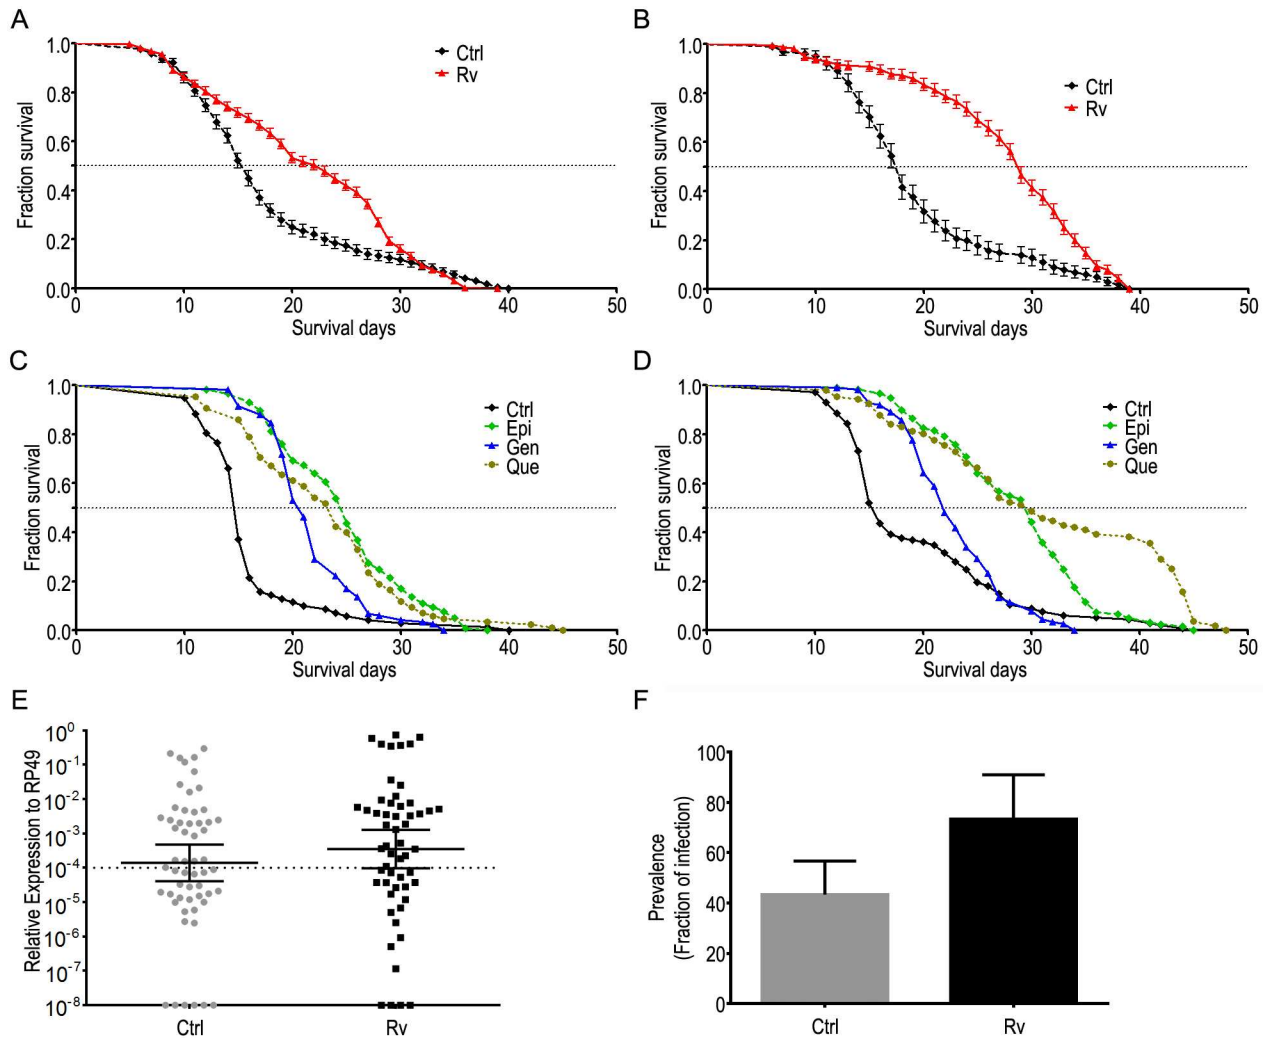 A
1.0
0.8
0.6
0.4
0.2
0.0
Fraction survival
Ctrl
Rv
0 10 20 30 40 50
Survival days
B
1.0
0.8
0.6
0.4
0.2
0.0
Fraction survival
Ctrl
Rv
0 10 20 30 40 50
Survival days
C
1.0
0.8
0.6
0.4
0.2
0.0
Fraction survival
Ctrl
Epi
Gen
Que
0 10 20 30 40 50
Survival days
D
1.0
0.8
0.6
0.4
0.2
0.0
Fraction survival
Ctrl
Epi
Gen
Que
0 10 20 30 40 50
Survival days
E
10⁰
10⁻¹
10⁻²
10⁻³
10⁻⁴
10⁻⁵
10⁻⁶
10⁻⁷
10⁻⁸
Relative Expression to RP49
Ctrl Rv
F
100
80
60
40
20
0
Prevalence
(Fraction of infection)
Ctrl Rv